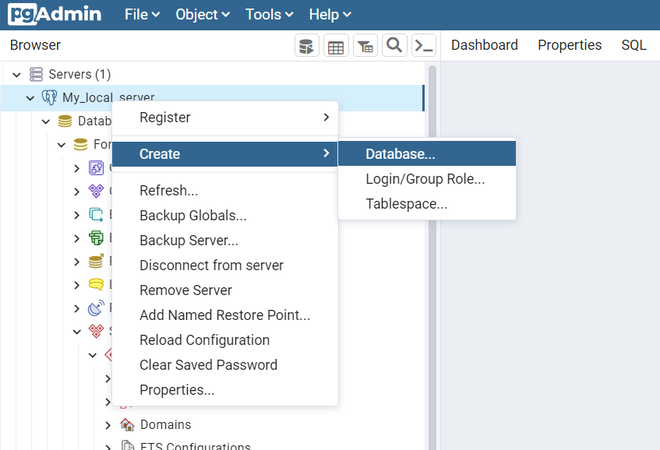 pgAdmin File Object Tools Help
Browser Dashboard Properties SQL
Servers (1)
My_local_server
Register
Create
Database...
Login/Group Role...
Tablespace...
Refresh...
Backup Globals...
Backup Server...
Disconnect from server
Remove Server
Add Named Restore Point...
Reload Configuration
Clear Saved Password
Properties...
Domains
FTS Configurations